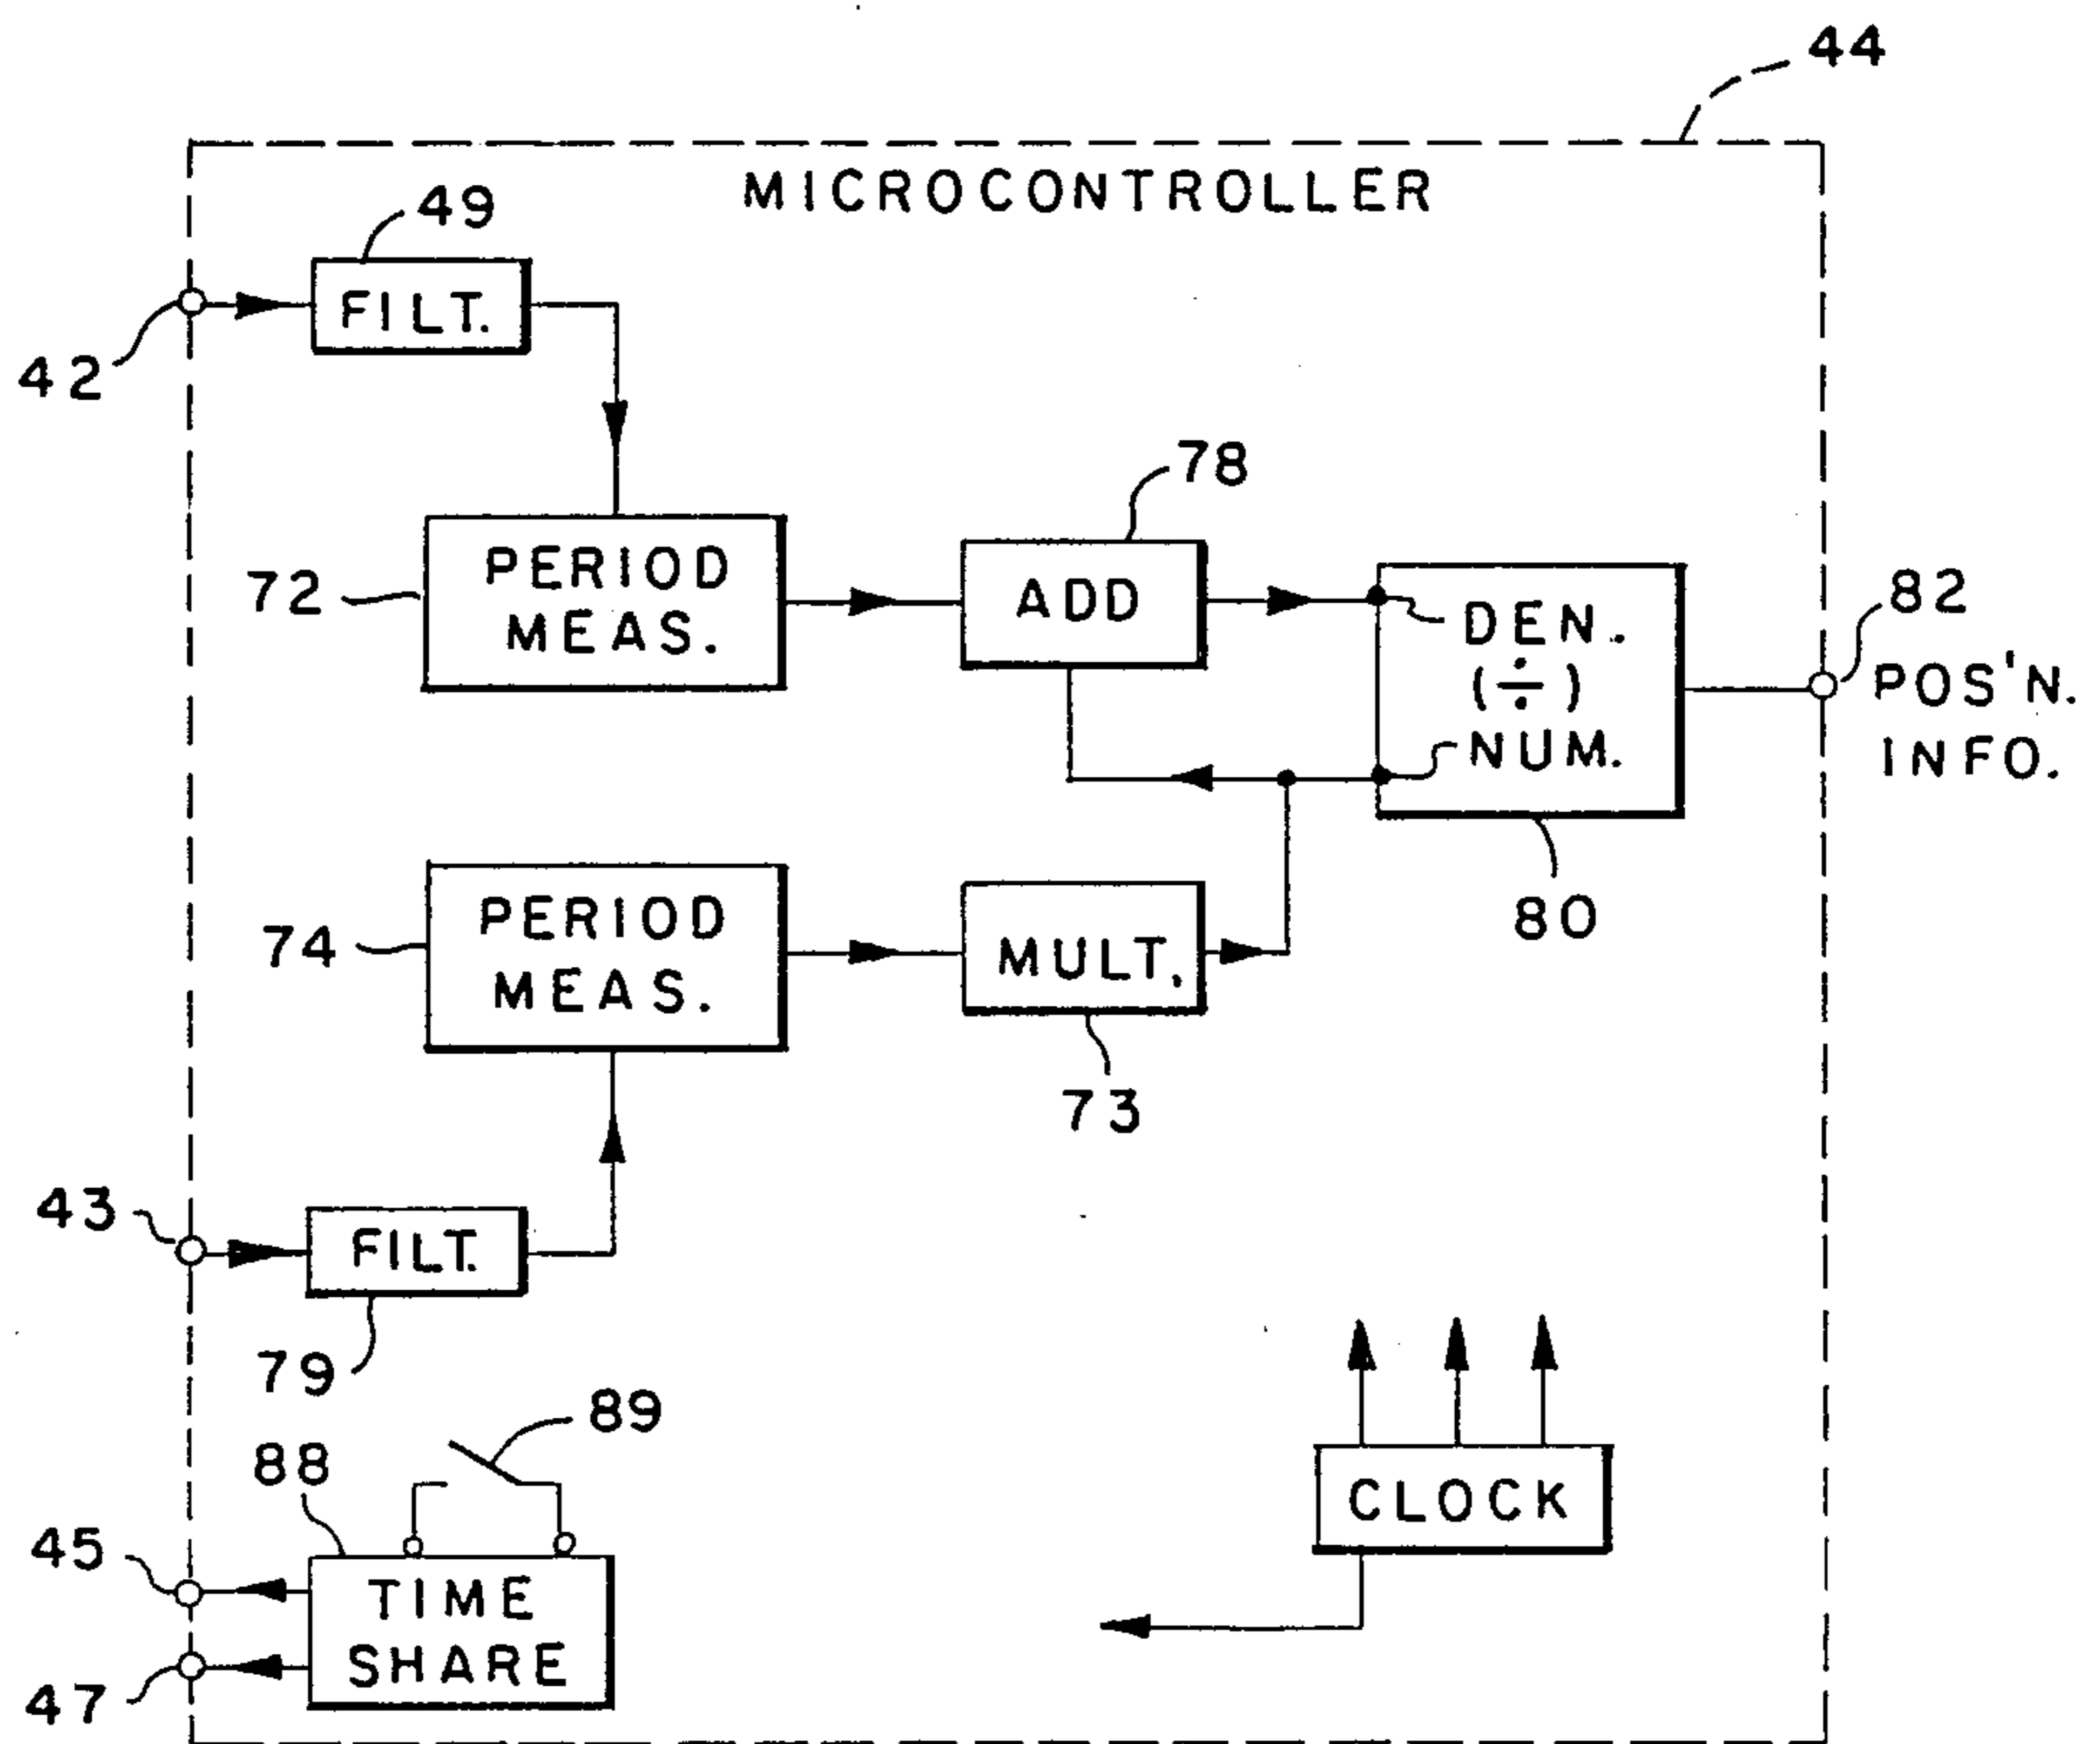 44
MICROCONTROLLER
49
FILT.
42
78
PERIOD
MEAS.
72
ADD
DEN.
(÷)
NUM.
82
POS'N.
INFO.
80
PERIOD
MEAS.
74
MULT.
73
43
FILT.
79
89
88
CLOCK
45
TIME
SHARE
47